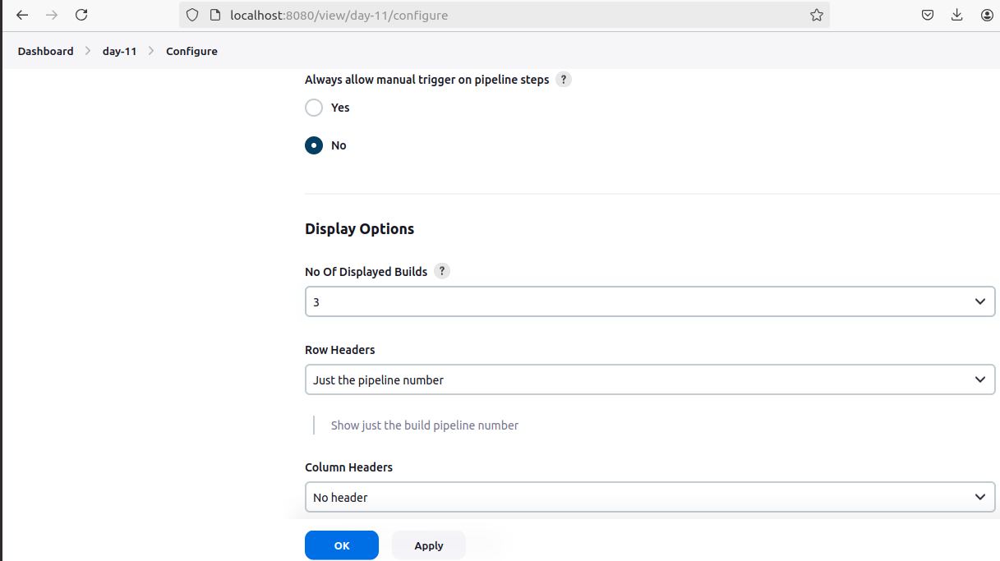 localhost:8080/view/day-11/configure
Dashboard > day-11 > Configure
Always allow manual trigger on pipeline steps ?
Yes
No
Display Options
No Of Displayed Builds ?
3
Row Headers
Just the pipeline number
Show just the build pipeline number
Column Headers
No header
OK Apply